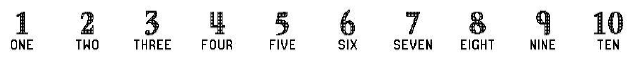 1 2 3 4 5 6 7 8 9 10
ONE TWO THREE FOUR FIVE SIX SEVEN EIGHT NINE TEN